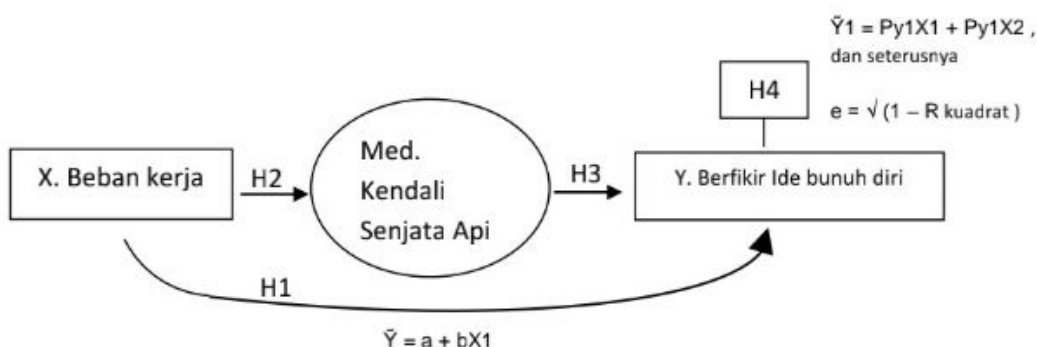 Ỹ1 = Py1X1 + Py1X2 ,
dan seterusnya
H4
e = √ (1 – R kuadrat )
X. Beban kerja
H2
Med.
Kendali
Senjata Api
H3
Y. Berfikir Ide bunuh diri
H1
Ỹ = a + bX1